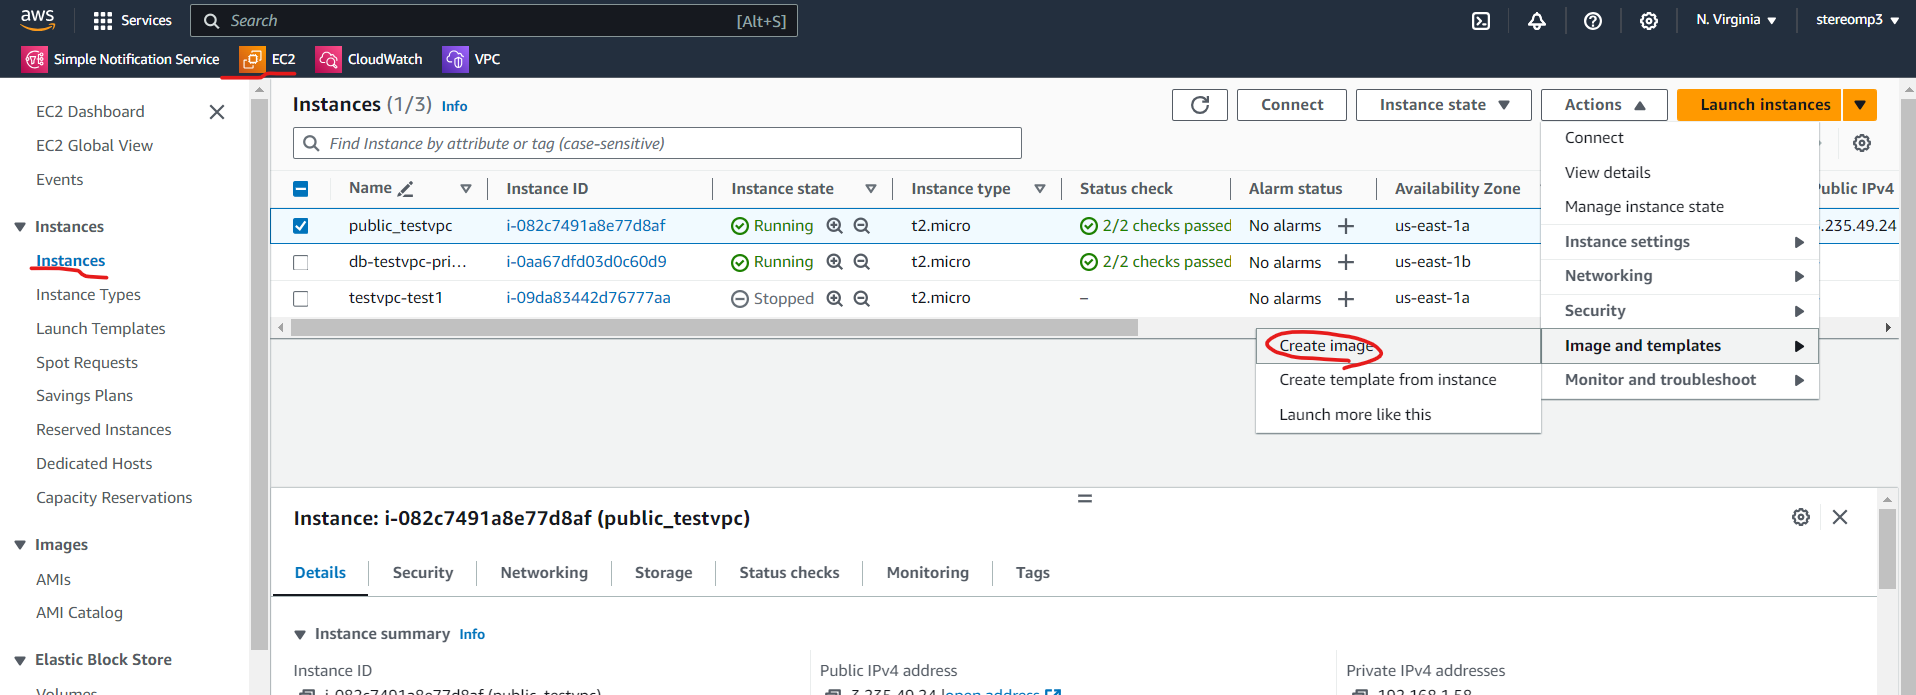 aws Services Search [Alt+S] N. Virginia stereomp3
Simple Notification Service EC2 CloudWatch VPC
EC2 Dashboard
EC2 Global View
Events
Instances
Instances
Instance Types
Launch Templates
Spot Requests
Savings Plans
Reserved Instances
Dedicated Hosts
Capacity Reservations
Images
AMIs
AMI Catalog
Elastic Block Store
Volumes
Instances (1/3) Info
Connect Instance state Actions Launch instances
Find Instance by attribute or tag (case-sensitive)
Name Instance ID Instance state Instance type Status check Alarm status Availability Zone Public IPv4
public_testvpc i-082c7491a8e77d8af Running t2.micro 2/2 checks passed No alarms us-east-1a .235.49.24
db-testvpc-pri... i-0aa67dfd03d0c60d9 Running t2.micro 2/2 checks passed No alarms us-east-1b
testvpc-test1 i-09da83442d76777aa Stopped t2.micro – No alarms us-east-1a
Connect
View details
Manage instance state
Instance settings
Networking
Security
Image and templates
Monitor and troubleshoot
Create image
Create template from instance
Launch more like this
Instance: i-082c7491a8e77d8af (public_testvpc)
Details Security Networking Storage Status checks Monitoring Tags
Instance summary Info
Instance ID Public IPv4 address Private IPv4 addresses
i-082c7491a8e77d8af (public_testvpc) 3.235.49.24 |open address 192.168.1.58